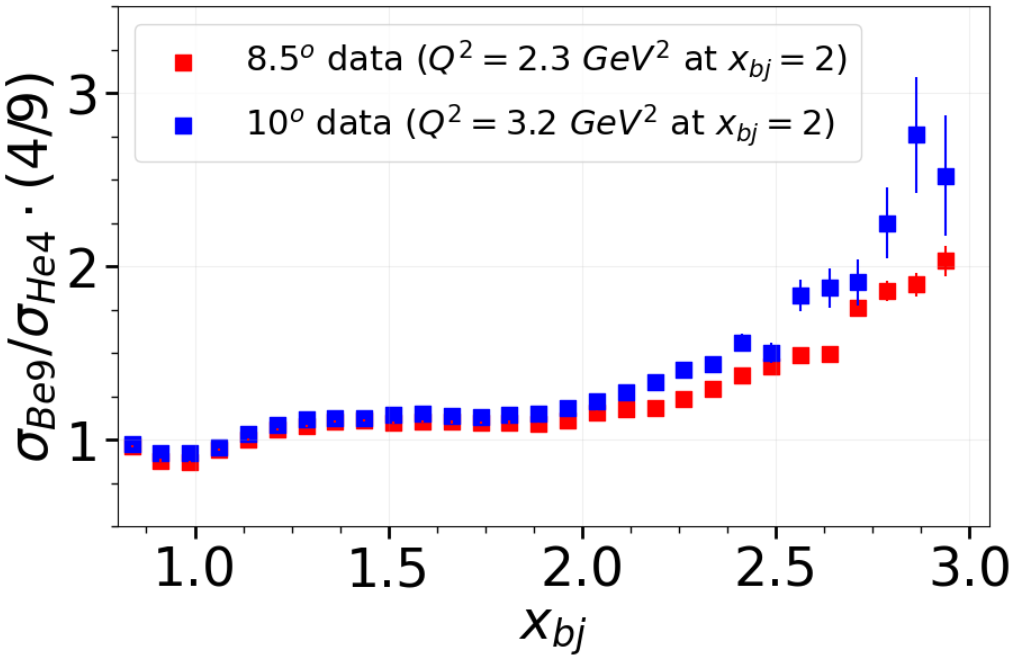 8.5° data (Q² = 2.3 GeV² at x_bj = 2)
10° data (Q² = 3.2 GeV² at x_bj = 2)
σ_Be9/σ_He4 · (4/9)
3
2
1
1.0 1.5 2.0 2.5 3.0
x_bj